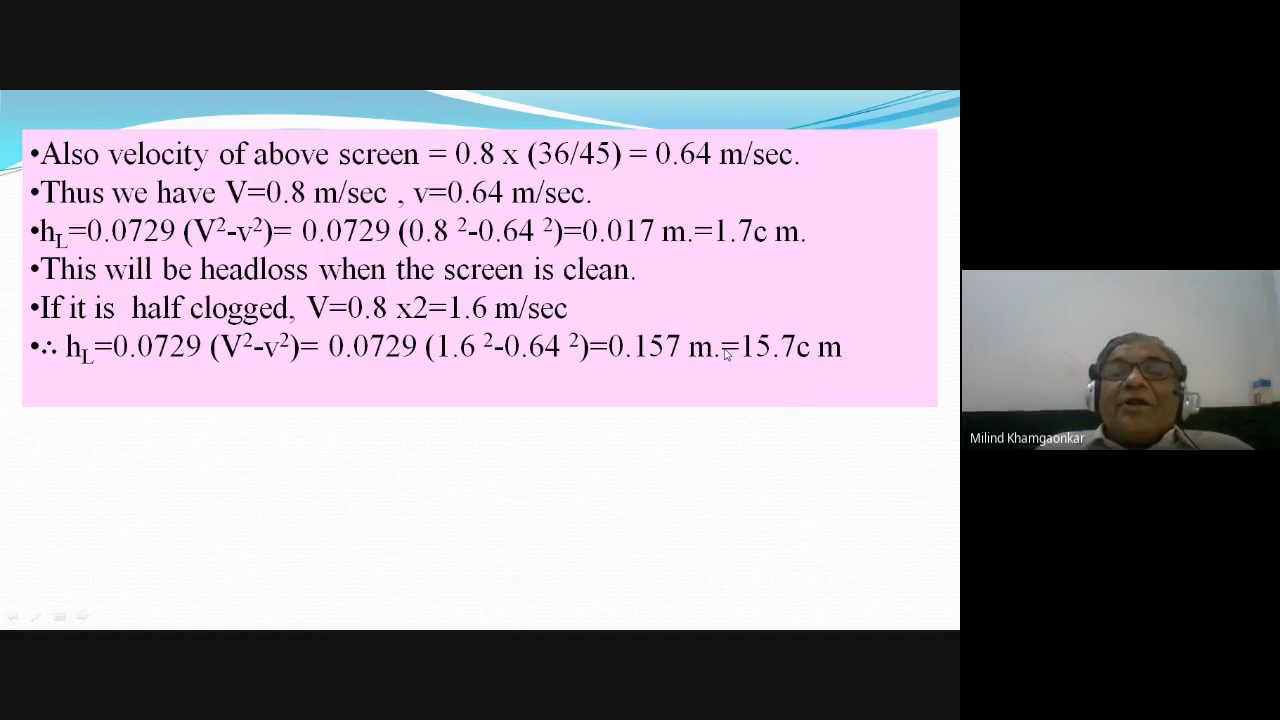 •Also velocity of above screen = 0.8 x (36/45) = 0.64 m/sec.
•Thus we have V=0.8 m/sec , v=0.64 m/sec.
•hL=0.0729 (V²-v²)= 0.0729 (0.8 ²-0.64 ²)=0.017 m.=1.7c m.
•This will be headloss when the screen is clean.
•If it is half clogged, V=0.8 x2=1.6 m/sec
•∴ hL=0.0729 (V²-v²)= 0.0729 (1.6 ²-0.64 ²)=0.157 m.=15.7c m
Milind Khamgaonkar